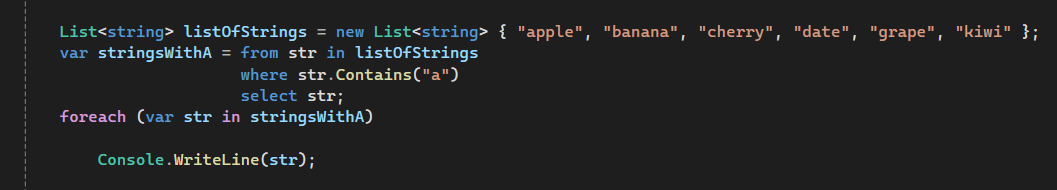 List<string> listOfStrings = new List<string> { "apple", "banana", "cherry", "date", "grape", "kiwi" };
var stringsWithA = from str in listOfStrings
where str.Contains("a")
select str;
foreach (var str in stringsWithA)
Console.WriteLine(str);